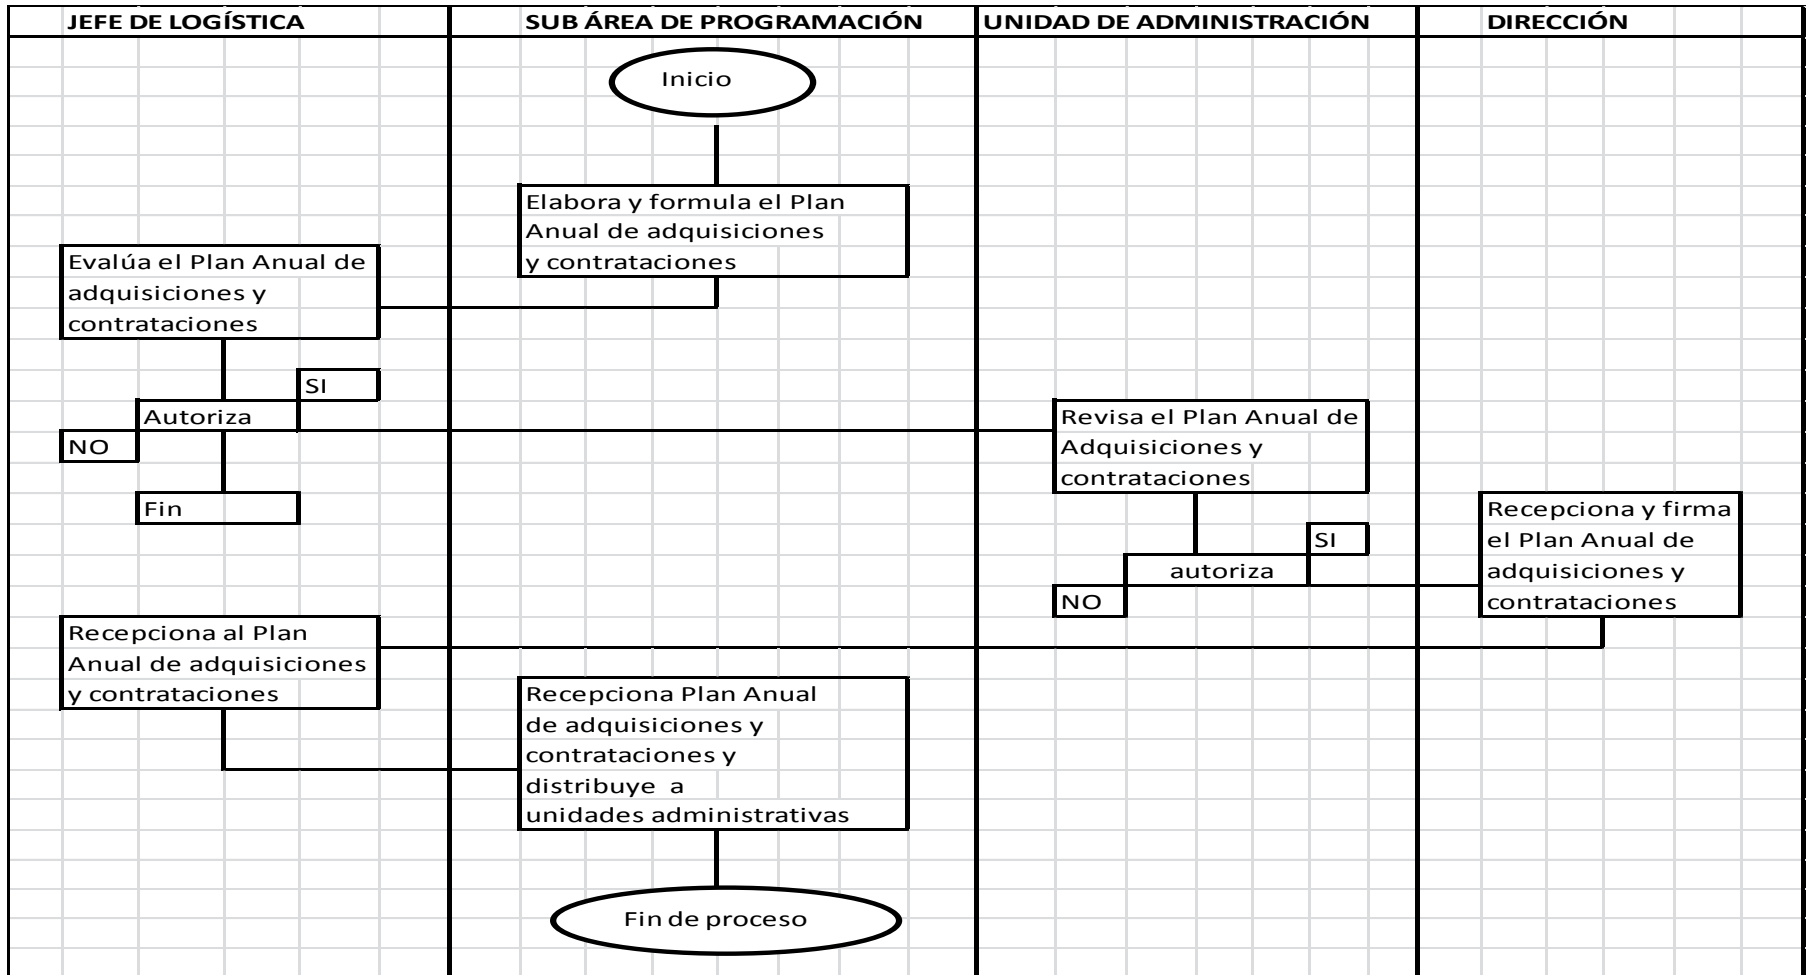 JEFE DE LOGÍSTICA
SUB ÁREA DE PROGRAMACIÓN
UNIDAD DE ADMINISTRACIÓN
DIRECCIÓN
Inicio
Elabora y formula el Plan
Anual de adquisiciones
y contrataciones
Evalúa el Plan Anual de
adquisiciones y
contrataciones
SI
Autoriza
NO
Fin
Revisa el Plan Anual de
Adquisiciones y
contrataciones
SI
autoriza
NO
Recepciona y firma
el Plan Anual de
adquisiciones y
contrataciones
Recepciona al Plan
Anual de adquisiciones
y contrataciones
Recepciona Plan Anual
de adquisiciones y
contrataciones y
distribuye a
unidades administrativas
Fin de proceso